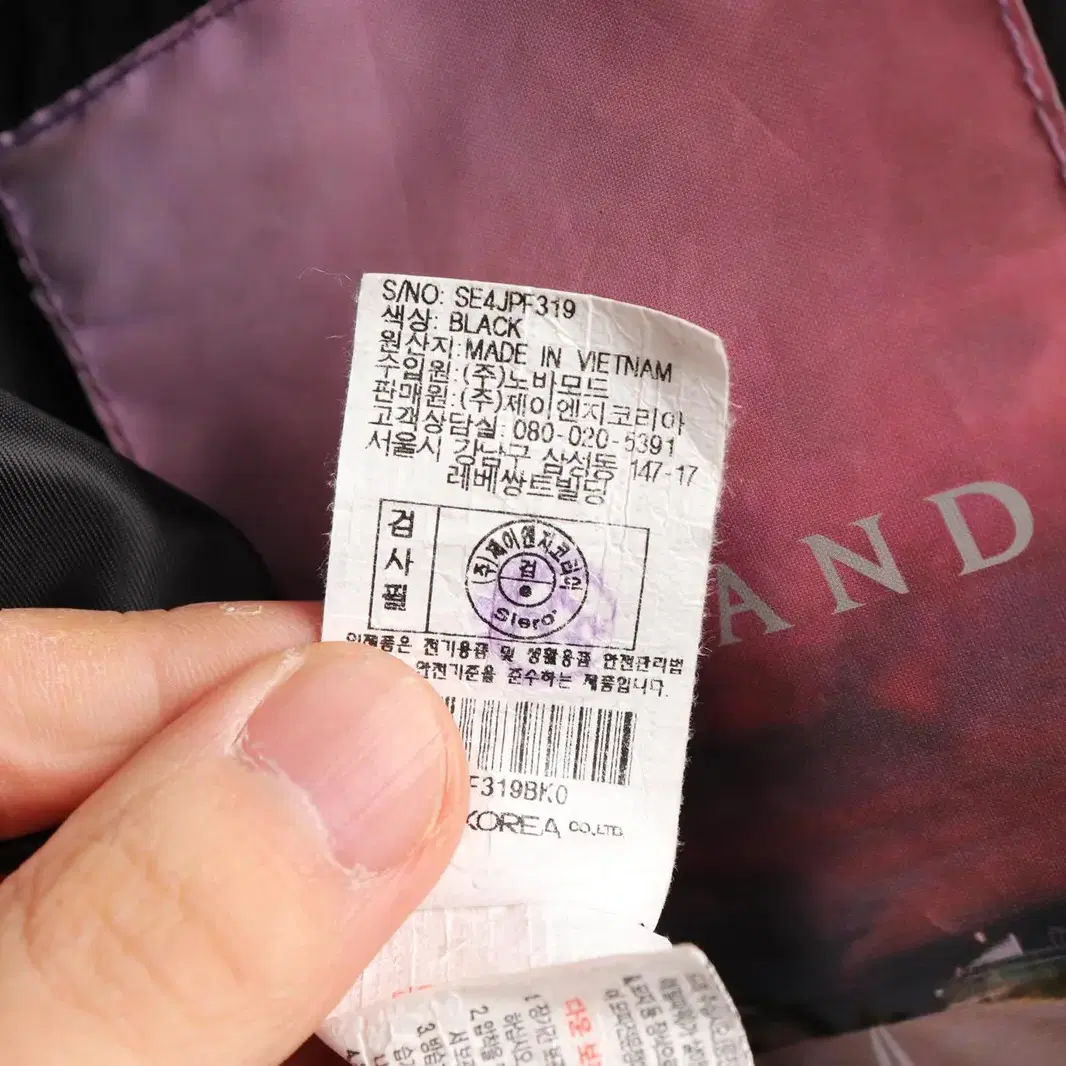 S/NO: SE4JPF319
색상: BLACK
원산지:MADE IN VIETNAM
수입원:(주)노바모드
판매원:(주)제이엔지코리아
고객상담실:080-020-5391
서울시 강남구 삼성동 147-17
레베쌍트빌딩
검사필
(주)제이엔지코리아
검
Siero
이제품은 전기용품 및 생활용품 안전관리법
안전기준을 준수하는 제품입니다.
F319BK0
KOREA CO.,LTD.
AND